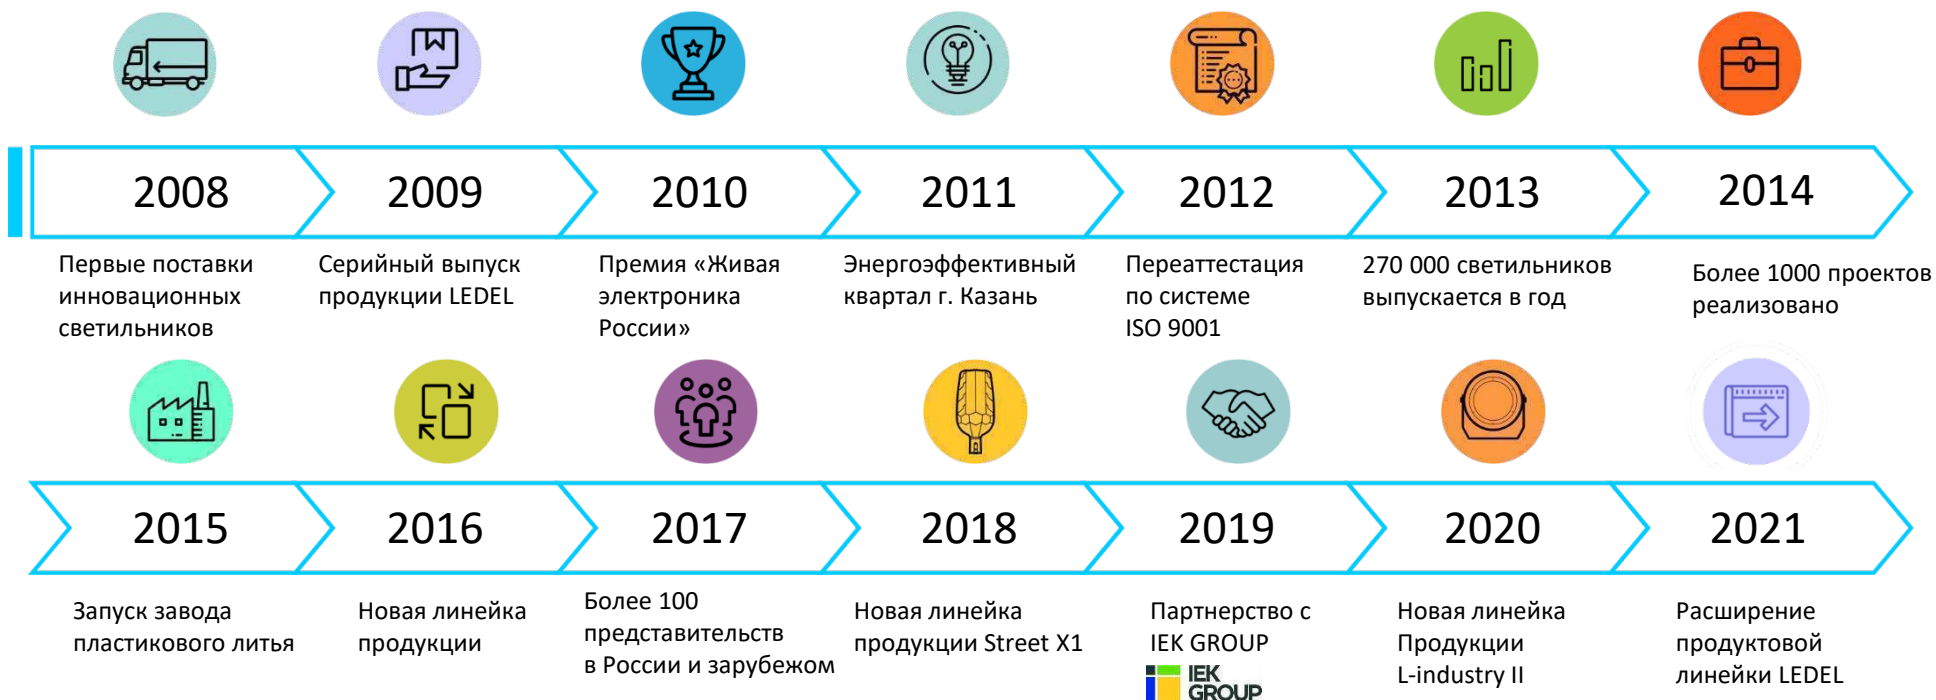 2008
2009
2010
2011
2012
2013
2014
Первые поставки
инновационных
светильников
Серийный выпуск
продукции LEDEL
Премия «Живая
электроника
России»
Энергоэффективный
квартал г. Казань
Переаттестация
по системе
ISO 9001
270 000 светильников
выпускается в год
Более 1000 проектов
реализовано
2015
2016
2017
2018
2019
2020
2021
Запуск завода
пластикового литья
Новая линейка
продукции
Более 100
представительств
в России и зарубежом
Новая линейка
продукции Street X1
Партнерство с
IEK GROUP
IEK
GROUP
Новая линейка
Продукции
L-industry II
Расширение
продуктовой
линейки LEDEL